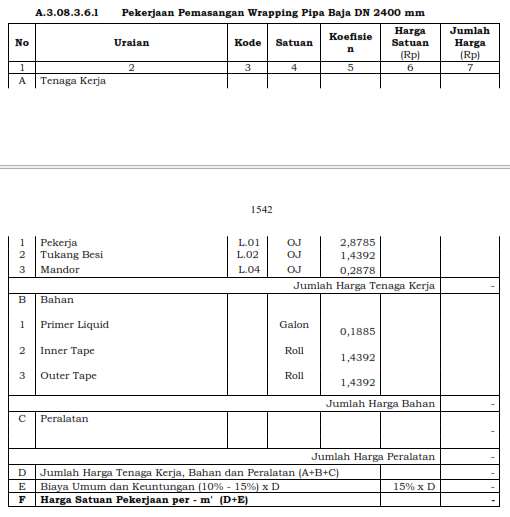 A.3.08.3.6.l Pekerjaan Pemasangan Wrapping Pipa Baja DN 2400 mm
No Uraian Kode Satuan Koefisie n Harga Satuan (Rp) Jumlah Harga (Rp)
1 2 3 4 5 6 7
A Tenaga Kerja
1542
1 Pekerja L.01 OJ 2,8785
2 Tukang Besi L.02 OJ 1,4392
3 Mandor L.04 OJ 0,2878
Jumlah Harga Tenaga Kerja -
B Bahan
1 Primer Liquid Galon 0,1885
2 Inner Tape Roll 1,4392
3 Outer Tape Roll 1,4392
Jumlah Harga Bahan -
C Peralatan -
Jumlah Harga Peralatan -
D Jumlah Harga Tenaga Kerja, Bahan dan Peralatan (A+B+C) -
E Biaya Umum dan Keuntungan (10% - 15%) x D 15% x D -
F Harga Satuan Pekerjaan per - m' (D+E) -